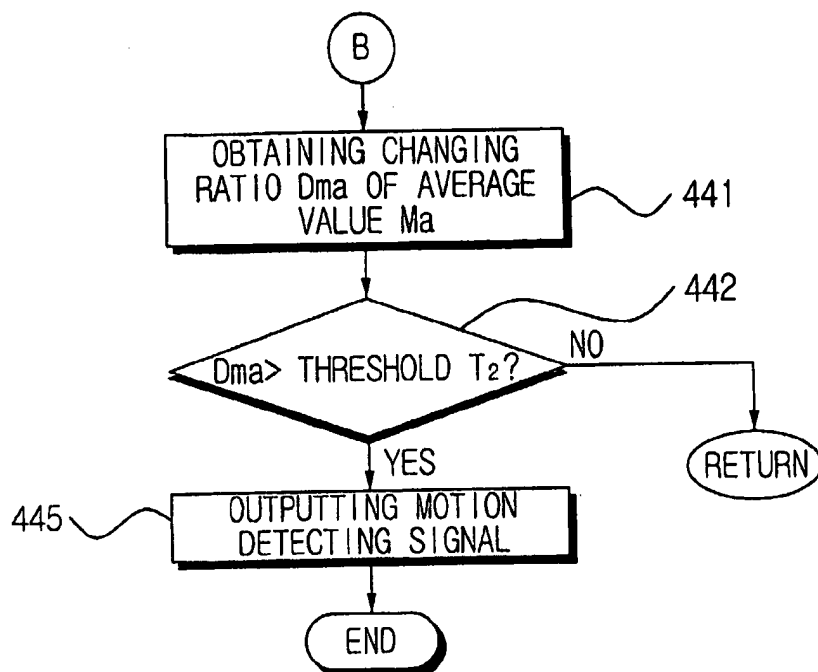 B
OBTAINING CHANGING
RATIO Dma OF AVERAGE
VALUE Ma
441
442
Dma> THRESHOLD T₂?
NO
YES
RETURN
445
OUTPUTTING MOTION
DETECTING SIGNAL
END